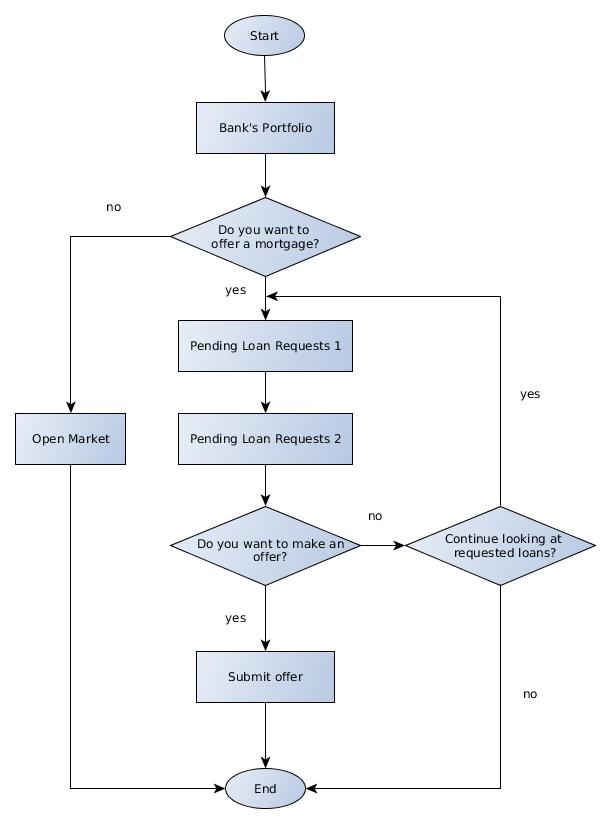 Start
Bank's Portfolio
no
Do you want to
offer a mortgage?
yes
Pending Loan Requests 1
yes
Open Market
Pending Loan Requests 2
no
Do you want to make an
offer?
Continue looking at
requested loans?
yes
Submit offer
no
End